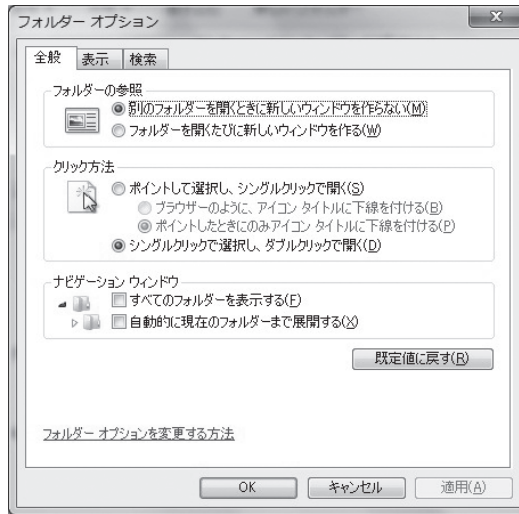 フォルダー オプション
全般 表示 検索
フォルダーの参照
別のフォルダーを開くときに新しいウィンドウを作らない(M)
フォルダーを開くたびに新しいウィンドウを作る(W)
クリック方法
ポイントして選択し、シングルクリックで開く(S)
ブラウザーのように、アイコン タイトルに下線を付ける(B)
ポイントしたときにのみアイコン タイトルに下線を付ける(P)
シングルクリックで選択し、ダブルクリックで開く(D)
ナビゲーション ウィンドウ
すべてのフォルダーを表示する(F)
自動的に現在のフォルダーまで展開する(X)
既定値に戻す(R)
フォルダー オプションを変更する方法
OK キャンセル 適用(A)